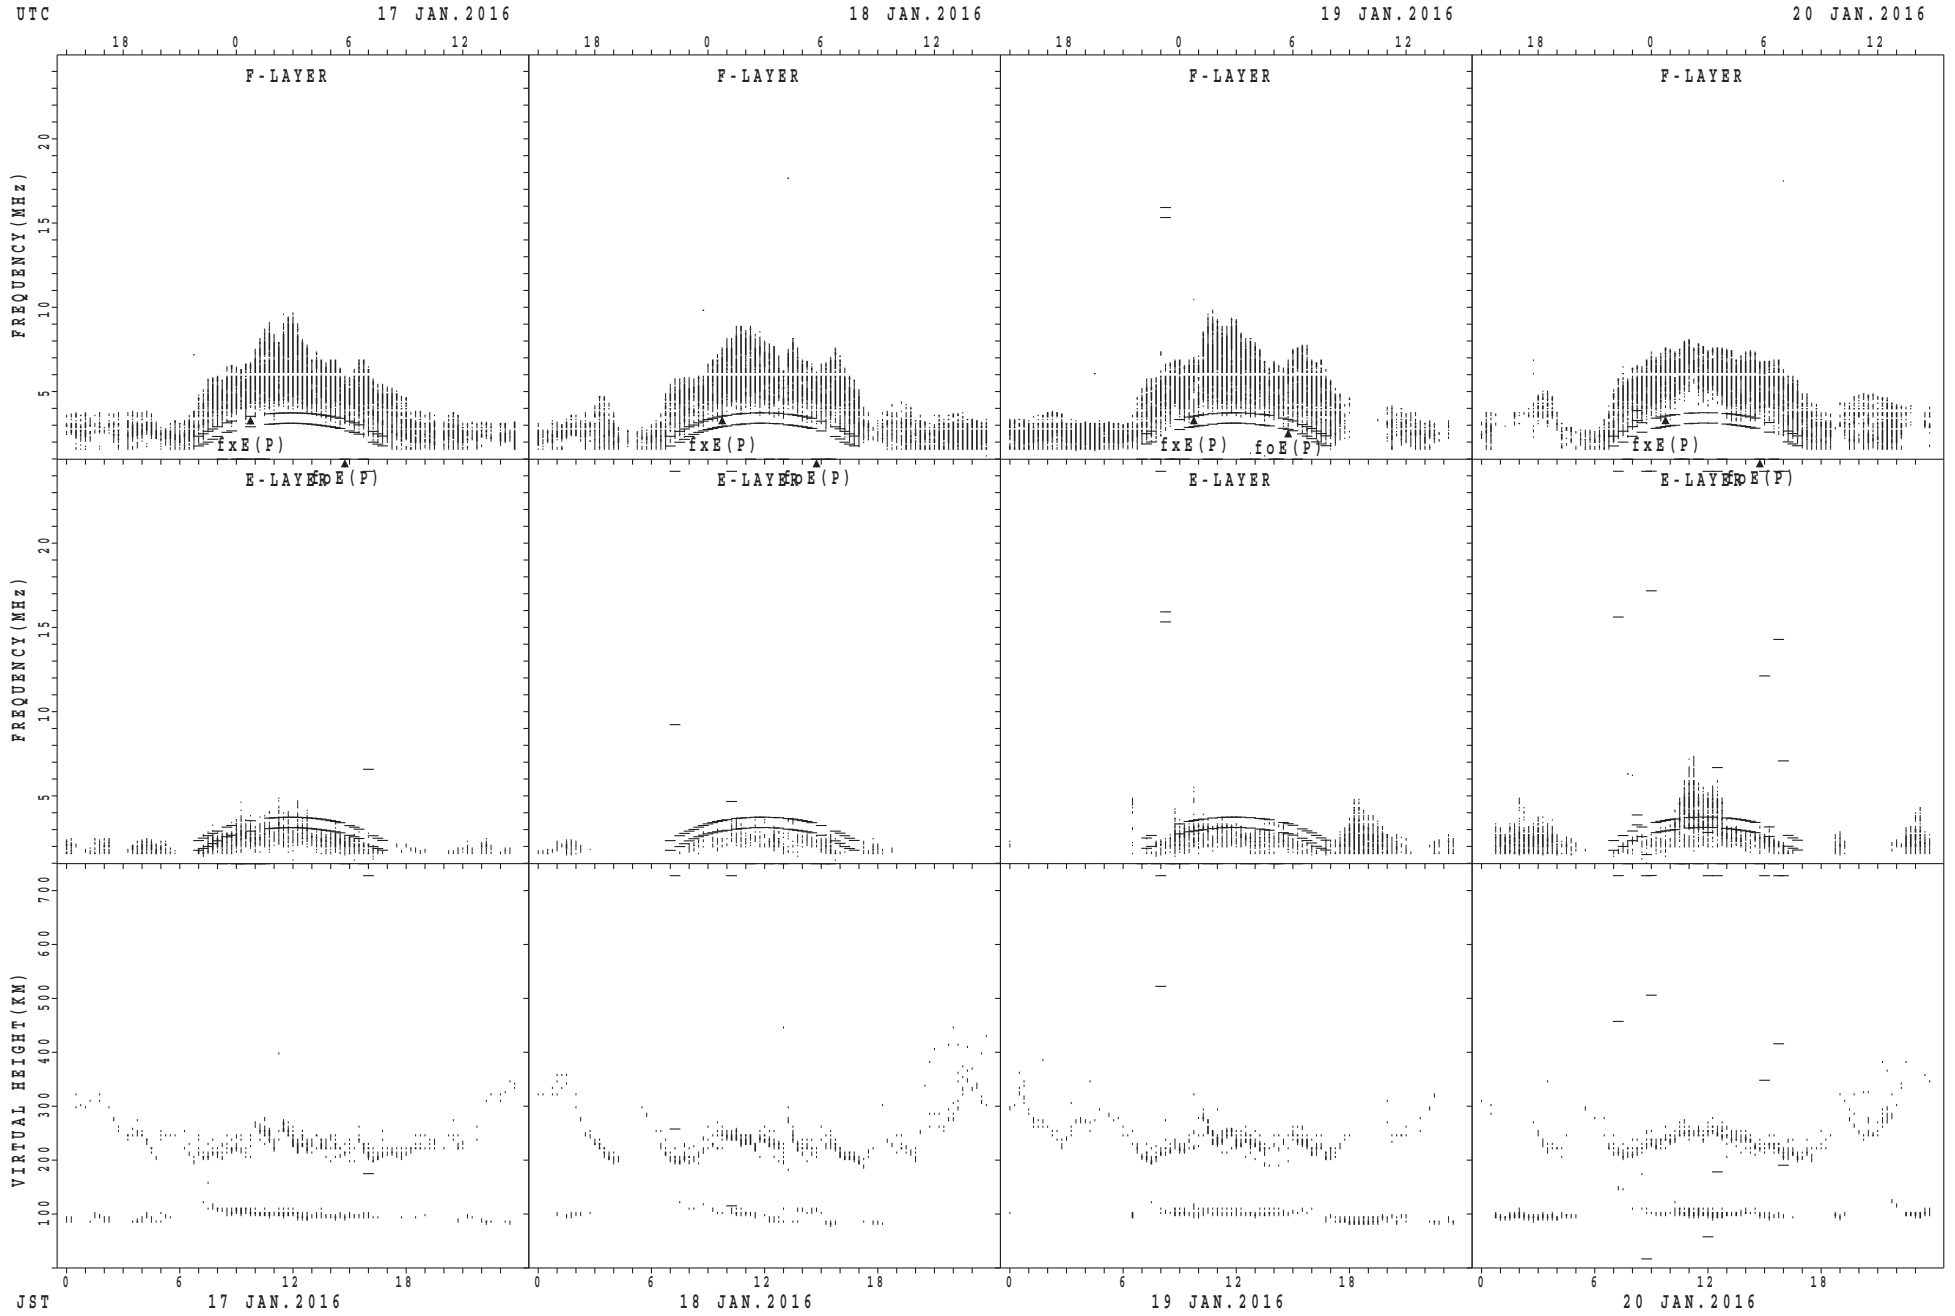 UTC 17 JAN.2016 18 JAN.2016 19 JAN.2016 20 JAN.2016
18 0 6 12 18 0 6 12 18 0 6 12 18 0 6 12
F-LAYER F-LAYER F-LAYER F-LAYER
FREQUENCY(MHz)
20
15
10
5
fxE(P) fxE(P) fxE(P) foE(P) fxE(P)
E-LAYER foE(P) E-LAYER foE(P) E-LAYER E-LAYER foE(P)
FREQUENCY(MHz)
20
15
10
5
VIRTUAL HEIGHT(KM)
700
600
500
400
300
200
100
0 6 12 18 0 6 12 18 0 6 12 18 0 6 12 18
JST 17 JAN.2016 18 JAN.2016 19 JAN.2016 20 JAN.2016